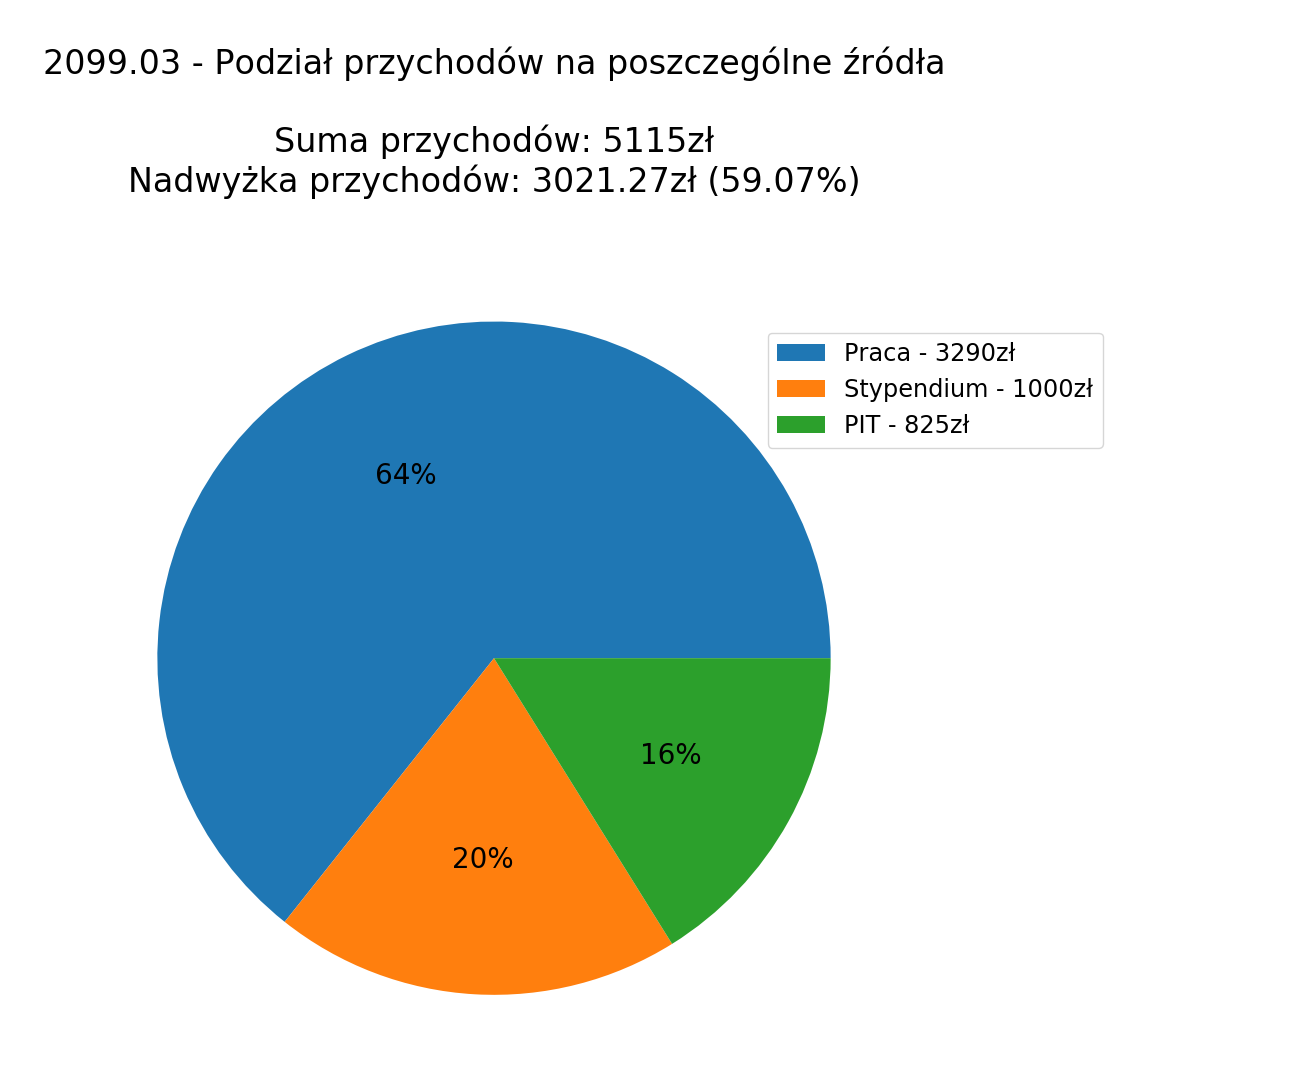 2099.03 - Podział przychodów na poszczególne źródła
Suma przychodów: 5115zł
Nadwyżka przychodów: 3021.27zł (59.07%)
Praca - 3290zł
Stypendium - 1000zł
PIT - 825zł
64%
16%
20%